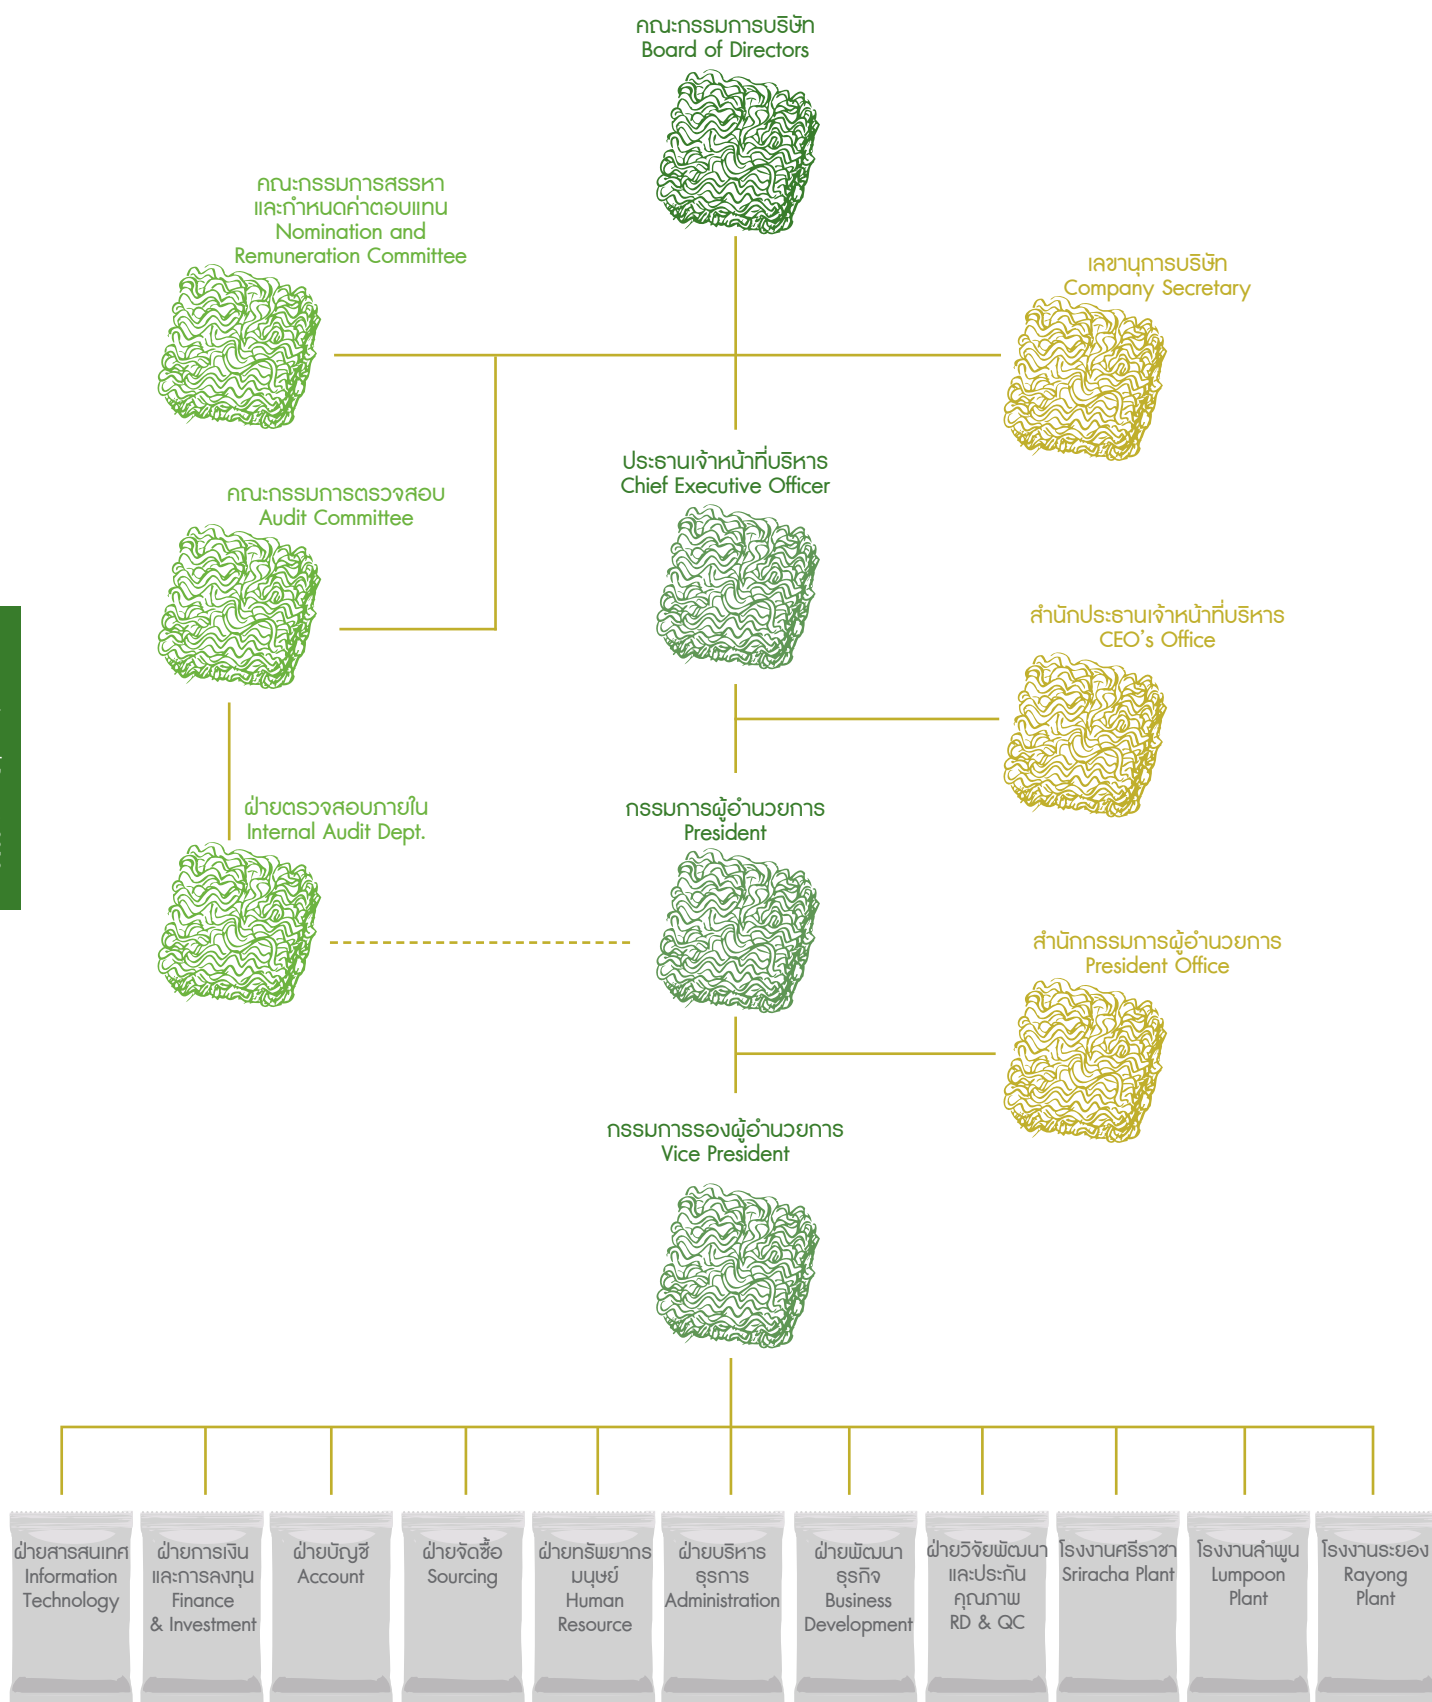 คณะกรรมการบริษัท
Board of Directors
คณะกรรมการสรรหา
และกำหนดค่าตอบแทน
Nomination and
Remuneration Committee
เลขานุการบริษัท
Company Secretary
ประธานเจ้าหน้าที่บริหาร
Chief Executive Officer
คณะกรรมการตรวจสอบ
Audit Committee
สำนักประธานเจ้าหน้าที่บริหาร
CEO's Office
ฝ่ายตรวจสอบภายใน
Internal Audit Dept.
กรรมการผู้อำนวยการ
President
สำนักกรรมการผู้อำนวยการ
President Office
กรรมการรองผู้อำนวยการ
Vice President
ฝ่ายสารสนเทศ
Information
Technology
ฝ่ายการเงิน
และการลงทุน
Finance
& Investment
ฝ่ายบัญชี
Account
ฝ่ายจัดซื้อ
Sourcing
ฝ่ายทรัพยากร
มนุษย์
Human
Resource
ฝ่ายบริหาร
ธุรการ
Administration
ฝ่ายพัฒนา
ธุรกิจ
Business
Development
ฝ่ายวิจัยพัฒนา
และประกัน
คุณภาพ
RD & QC
โรงงานศรีราชา
Sriracha Plant
โรงงานลำพูน
Lumpoon
Plant
โรงงานระยอง
Rayong
Plant